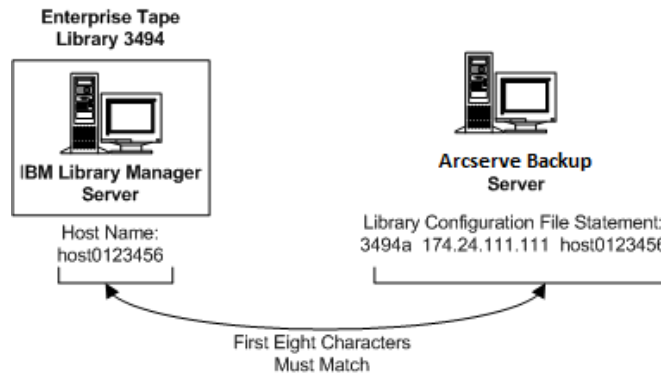 Enterprise Tape
Library 3494
IBM Library Manager
Server
Host Name:
host0123456
Arcserve Backup
Server
Library Configuration File Statement:
3494a 174.24.111.111 host0123456
First Eight Characters
Must Match